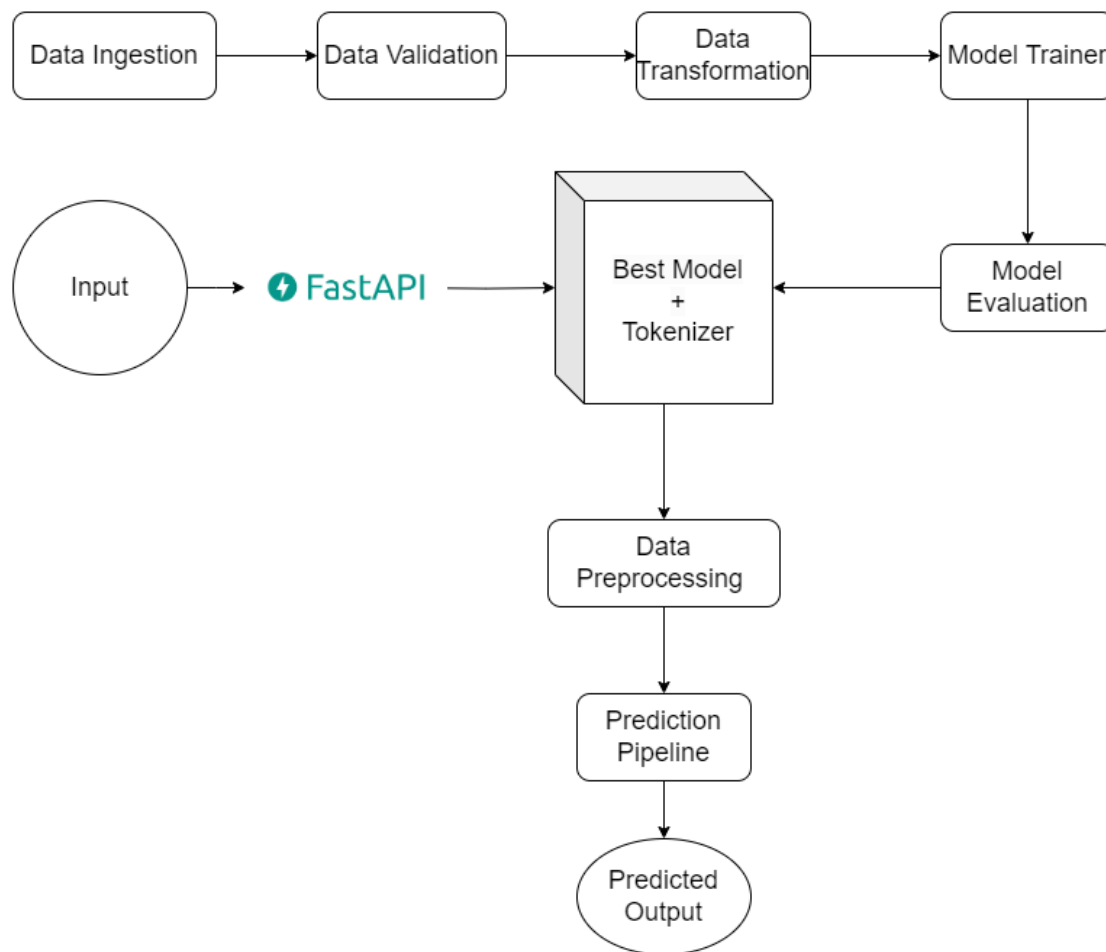 Data Ingestion
Data Validation
Data
Transformation
Model Trainer
Input
FastAPI
Best Model
+
Tokenizer
Model
Evaluation
Data
Preprocessing
Prediction
Pipeline
Predicted
Output